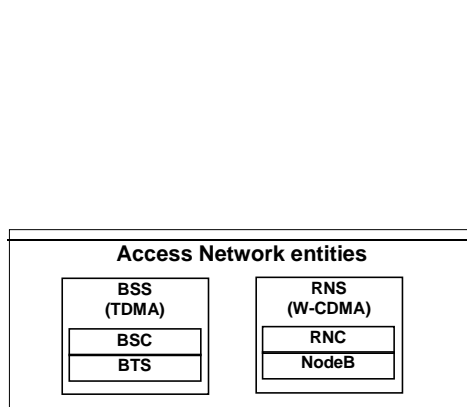 Access Network entities
BSS
(TDMA)
BSC
BTS
RNS
(W-CDMA)
RNC
NodeB